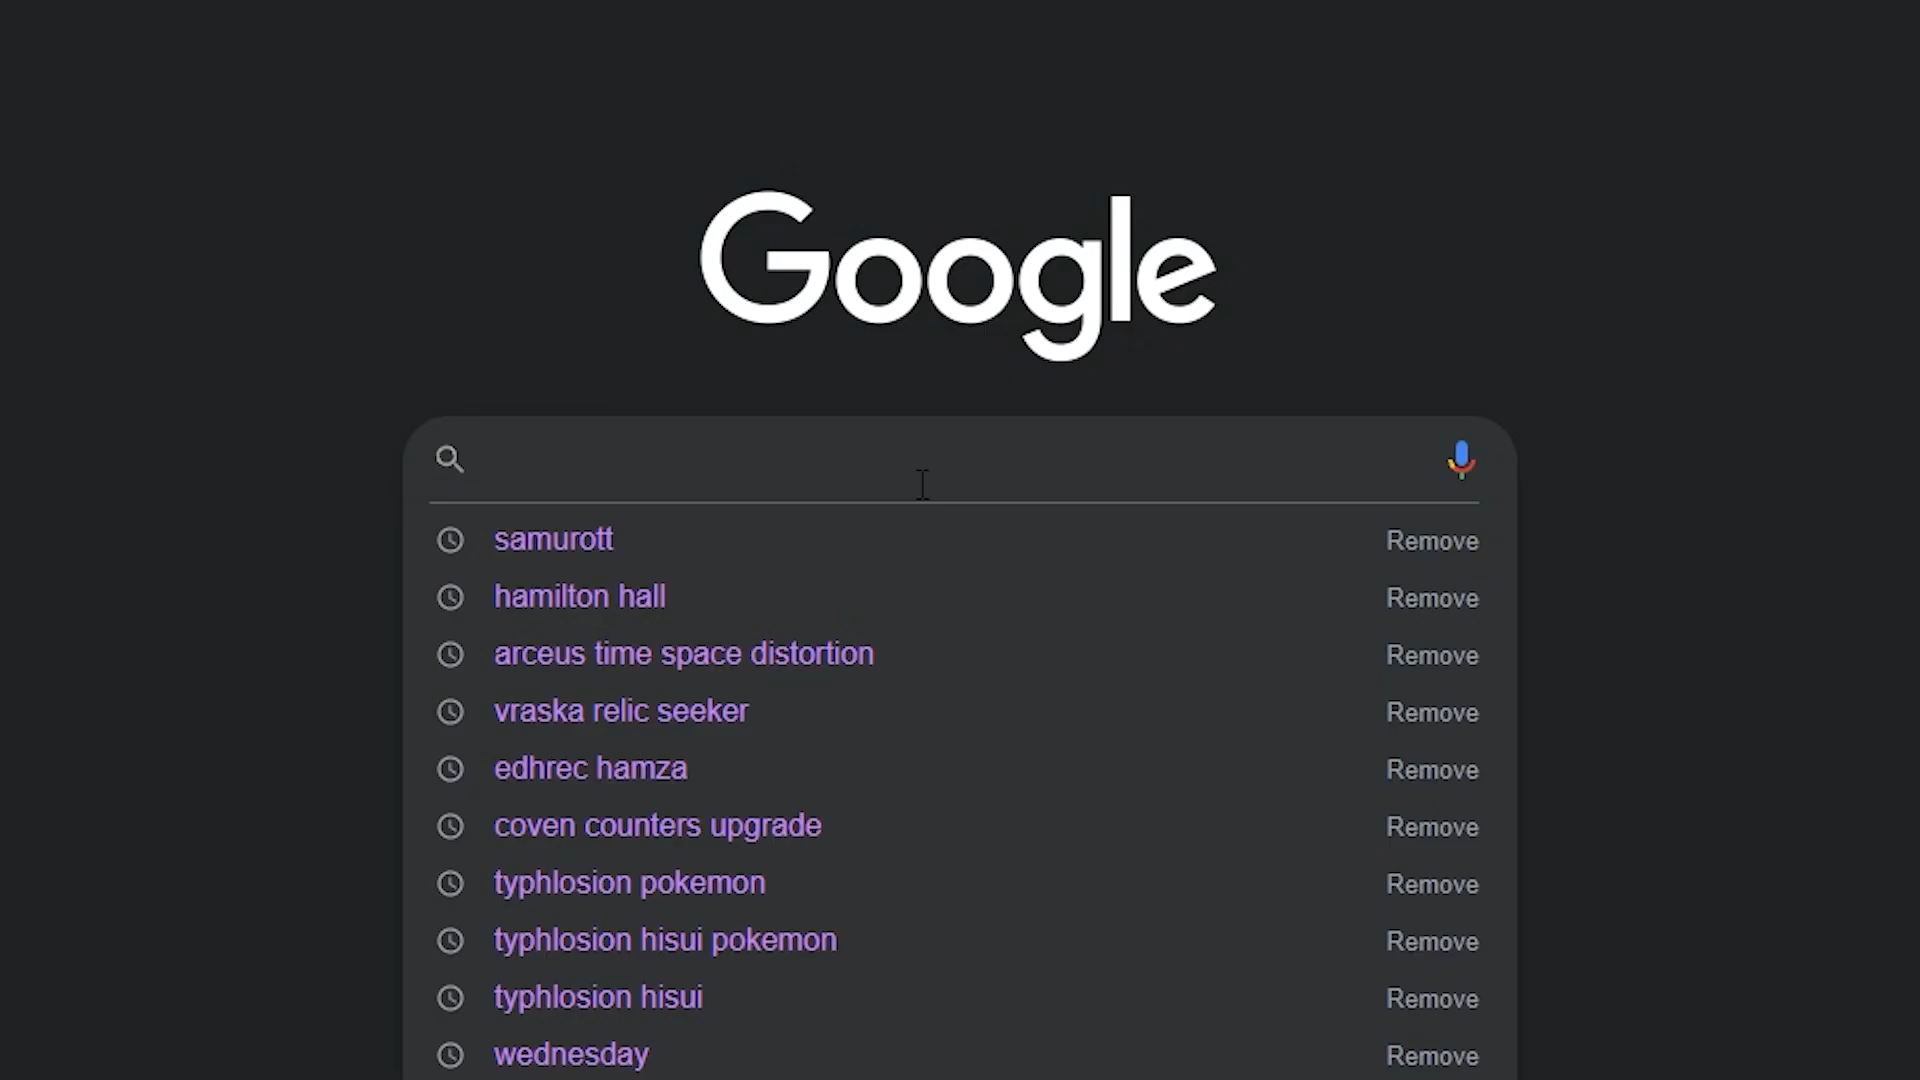 Google
samurott Remove
hamilton hall Remove
arceus time space distortion Remove
vraska relic seeker Remove
edhrec hamza Remove
coven counters upgrade Remove
typhlosion pokemon Remove
typhlosion hisui pokemon Remove
typhlosion hisui Remove
wednesday Remove